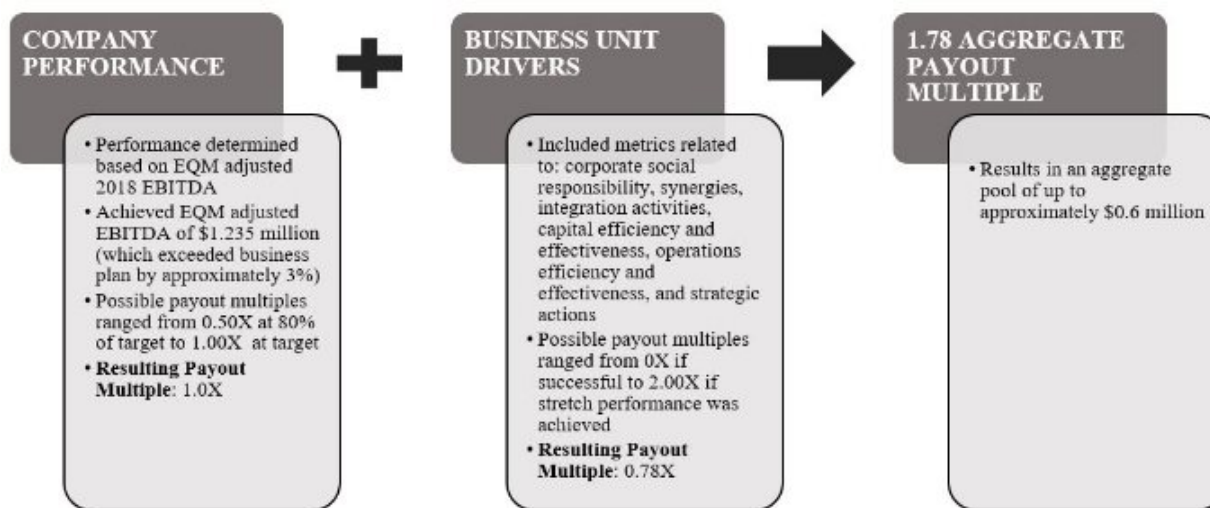 COMPANY
PERFORMANCE
• Performance determined
based on EQM adjusted
2018 EBITDA
• Achieved EQM adjusted
EBITDA of $1.235 million
(which exceeded business
plan by approximately 3%)
• Possible payout multiples
ranged from 0.50X at 80%
of target to 1.00X at target
• Resulting Payout
Multiple: 1.0X
BUSINESS UNIT
DRIVERS
• Included metrics related
to: corporate social
responsibility, synergies,
integration activities,
capital efficiency and
effectiveness, operations
efficiency and
effectiveness, and strategic
actions
• Possible payout multiples
ranged from 0X if
successful to 2.00X if
stretch performance was
achieved
• Resulting Payout
Multiple: 0.78X
1.78 AGGREGATE
PAYOUT
MULTIPLE
• Results in an aggregate
pool of up to
approximately $0.6 million